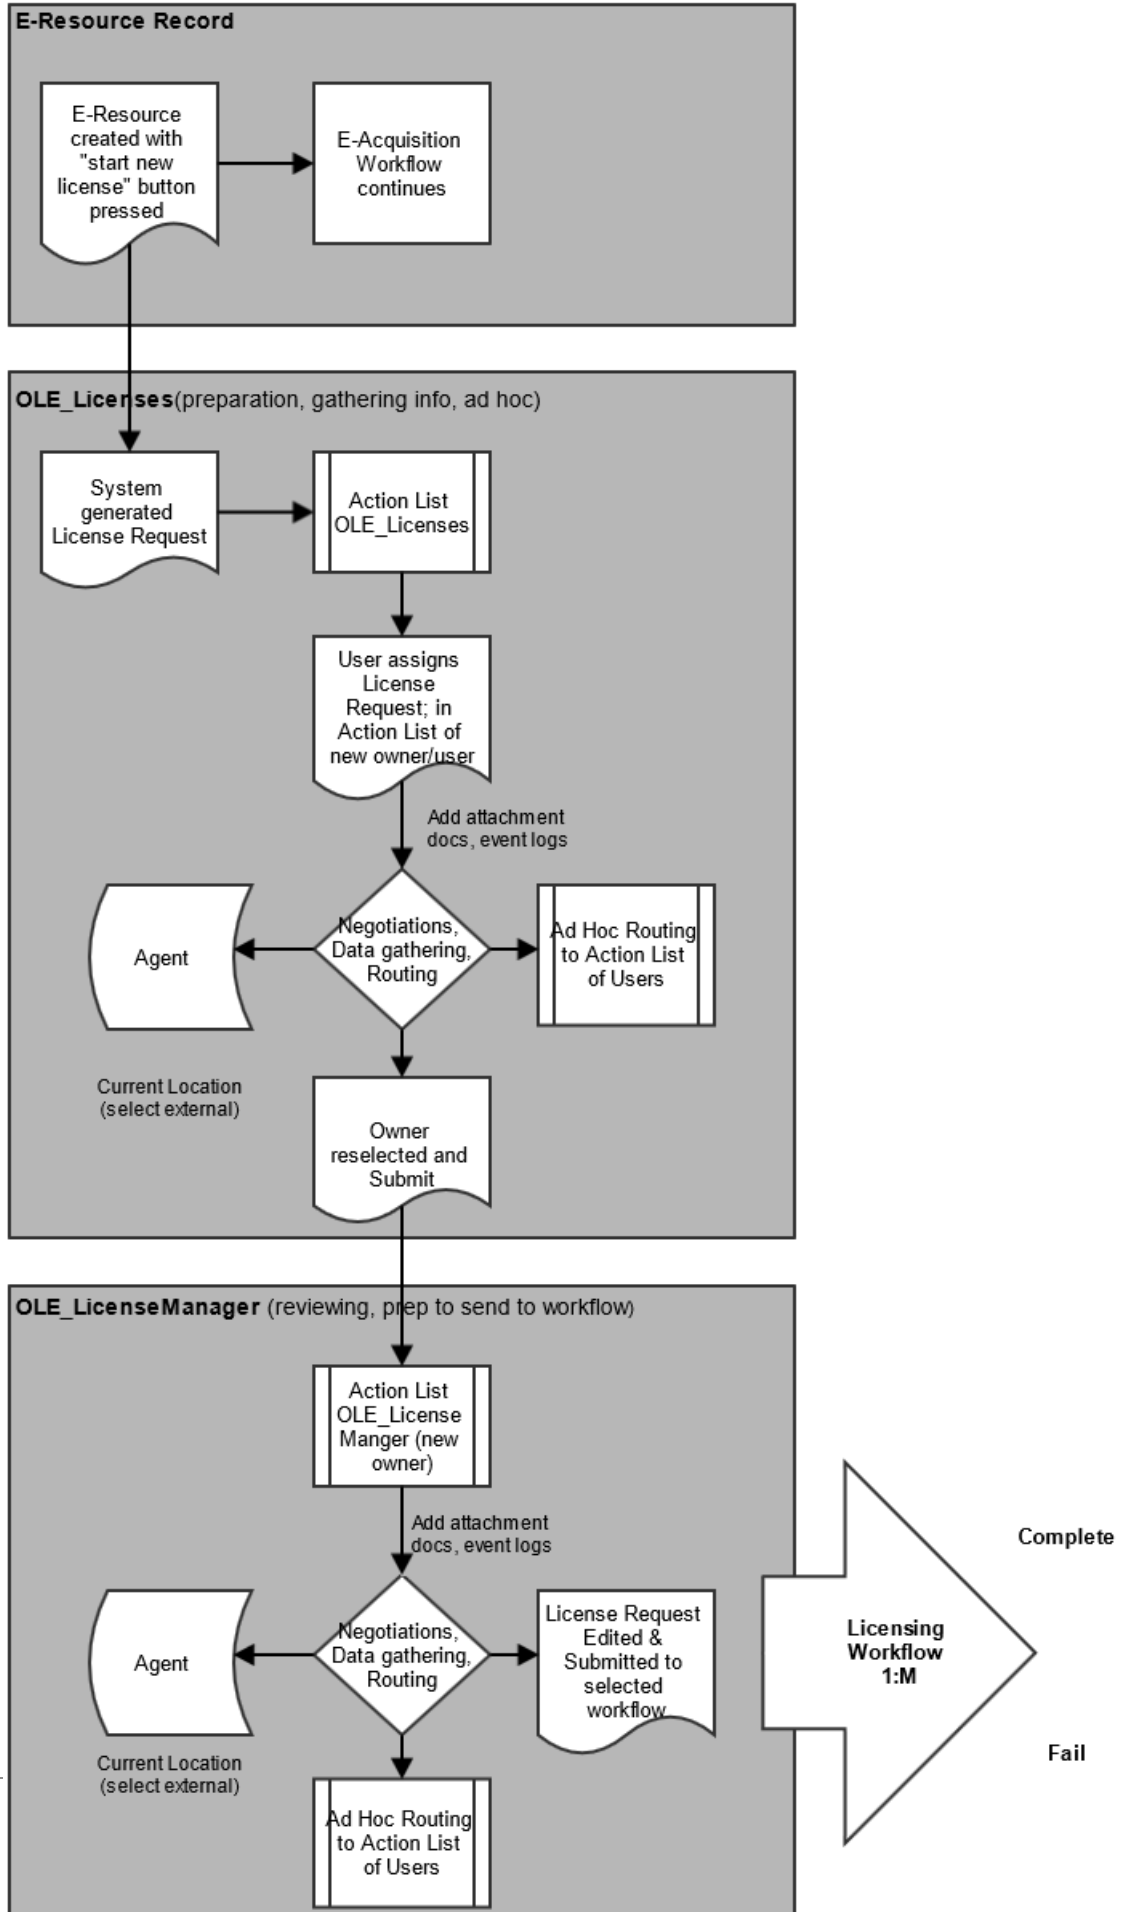 E-Resource Record
E-Resource
created with
"start new
license" button
pressed
E-Acquisition
Workflow
continues
OLE_Licenses(preparation, gathering info, ad hoc)
System
generated
License Request
Action List
OLE_Licenses
User assigns
License
Request; in
Action List of
new owner/user
Add attachment
docs, event logs
Agent
Negotiations,
Data gathering,
Routing
Ad Hoc Routing
to Action List
of Users
Current Location
(select external)
Owner
reselected and
Submit
OLE_LicenseManager (reviewing, prep to send to workflow)
Action List
OLE_License
Manger (new
owner)
Add attachment
docs, event logs
Agent
Negotiations,
Data gathering,
Routing
License Request
Edited &
Submitted to
selected
workflow
Current Location
(select external)
Ad Hoc Routing
to Action List
of Users
Licensing
Workflow
1:M
Complete
Fail